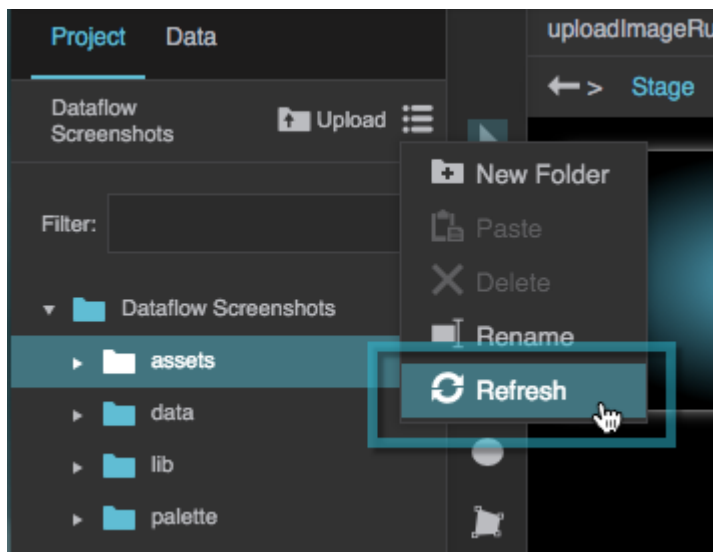 Project Data
uploadImageRu
Dataflow
Screenshots
Upload
> Stage
Filter:
New Folder
Paste
Delete
Rename
Refresh
Dataflow Screenshots
assets
data
lib
palette